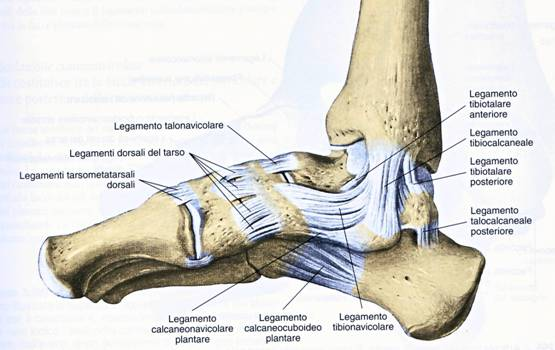 Legamento
tibiotalare
anteriore
Legamento talonavicolare
Legamento
tibiocalcaneale
Legamenti dorsali del tarso
Legamento
tibiotalare
posteriore
Legamenti tarsometatarsali
dorsali
Legamento
talocalcaneale
posteriore
Legamento
calcaneonavicolare
plantare
Legamento
calcaneocuboideo
plantare
Legamento
tibionavicolare